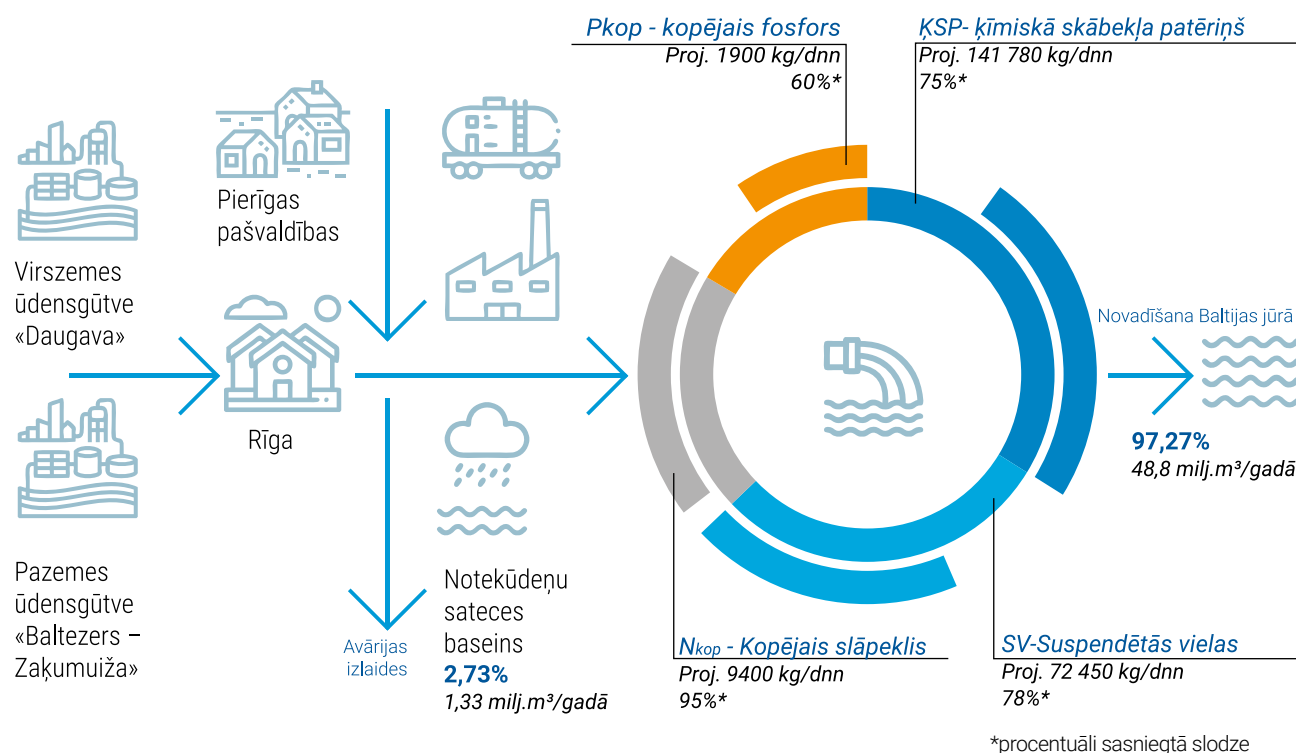 Pkop - kopējais fosfors
Proj. 1900 kg/dnn
60%*
ĶSP- ķīmiskā skābekļa patēriņš
Proj. 141 780 kg/dnn
75%*
Pierīgas
pašvaldības
Virszemes
ūdensgūtve
«Daugava»
Rīga
Pazemes
ūdensgūtve
«Baltezers –
Zaķumuiža»
Avārijas
izlaides
Notekūdeņu
sateces
baseins
2,73%
1,33 milj.m³/gadā
Novadīšana Baltijas jūrā
97,27%
48,8 milj.m³/gadā
Nkop - Kopējais slāpeklis
Proj. 9400 kg/dnn
95%*
SV-Suspendētās vielas
Proj. 72 450 kg/dnn
78%*
*procentuāli sasniegtā slodze